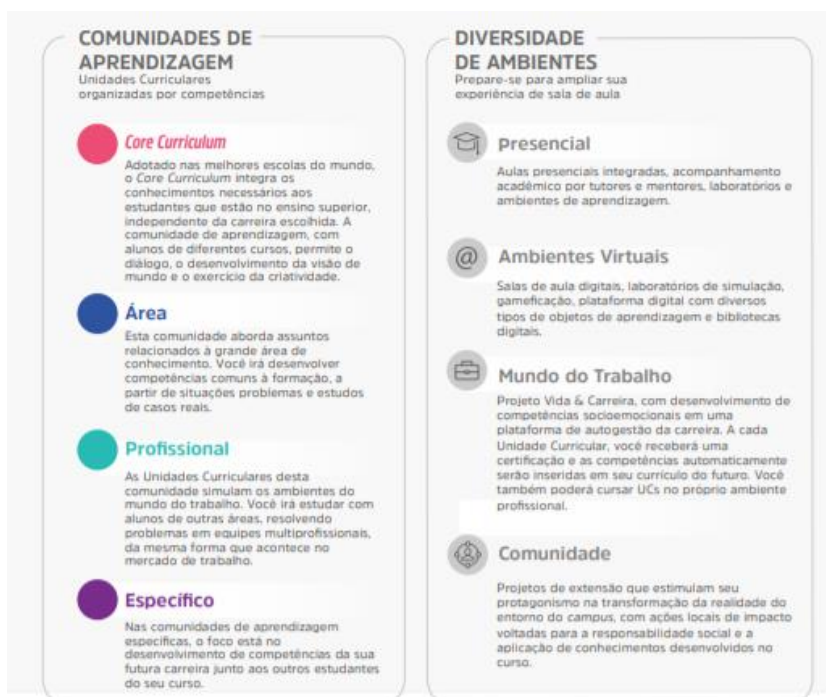 COMUNIDADES DE
APRENDIZAGEM
Unidades Curriculares
organizadas por competências
Core Curriculum
Adotado nas melhores escolas do mundo,
o Core Curriculum integra os
conhecimentos necessários aos
estudantes que estão no ensino superior,
independente da carreira escolhida. A
comunidade de aprendizagem, com
alunos de diferentes cursos, permite o
diálogo, o desenvolvimento da visão de
mundo e o exercício da criatividade.
Área
Esta comunidade aborda assuntos
relacionados à grande área de
conhecimento. Você irá desenvolver
competências comuns à formação, a
partir de situações problemas e estudos
de casos reais.
Profissional
As Unidades Curriculares desta
comunidade simulam os ambientes do
mundo do trabalho. Você irá estudar com
alunos de outras áreas, resolvendo
problemas em equipes multiprofissionais,
da mesma forma que acontece no
mercado de trabalho.
Específico
Nas comunidades de aprendizagem
específicas, o foco está no
desenvolvimento de competências da sua
futura carreira junto aos outros estudantes
do seu curso.
DIVERSIDADE
DE AMBIENTES
Prepare-se para ampliar sua
experiência de sala de aula
Presencial
Aulas presenciais integradas, acompanhamento
acadêmico por tutores e mentores, laboratórios e
ambientes de aprendizagem.
@ Ambientes Virtuais
Salas de aula digitais, laboratórios de simulação,
gameficação, plataforma digital com diversos
tipos de objetos de aprendizagem e bibliotecas
digitais.
Mundo do Trabalho
Projeto Vida & Carreira, com desenvolvimento de
competências socioemocionais em uma
plataforma de autogestão da carreira. A cada
Unidade Curricular, você receberá uma
certificação e as competências automaticamente
serão inseridas em seu currículo do futuro. Você
também poderá cursar UCs no próprio ambiente
profissional.
Comunidade
Projetos de extensão que estimulam seu
protagonismo na transformação da realidade do
entorno do campus, com ações locais de impacto
voltadas para a responsabilidade social e a
aplicação de conhecimentos desenvolvidos no
curso.